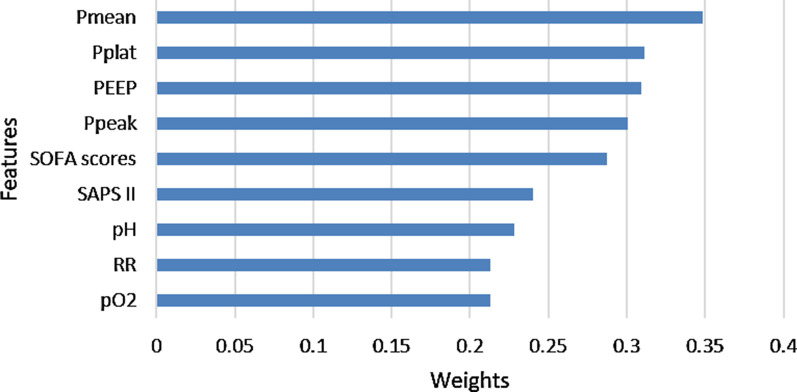 Pmean
Pplat
PEEP
Ppeak
SOFA scores
SAPS II
pH
RR
pO2
Features
0 0.05 0.1 0.15 0.2 0.25 0.3 0.35 0.4
Weights